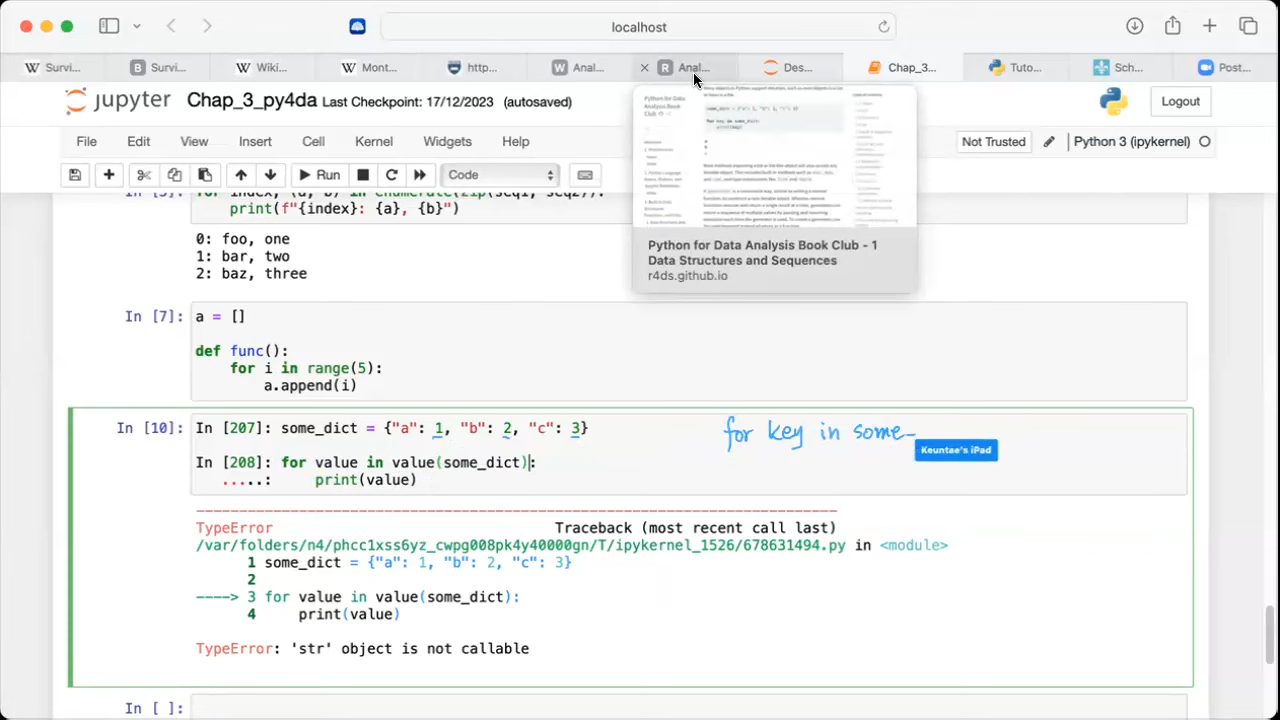 localhost
Survi...
Survi...
Wiki...
Mont...
http...
Anal...
Anal...
Des...
Chap_3...
Tuto...
Sch...
Post...
jupyter Chap_3_py4da Last Checkpoint: 17/12/2023 (autosaved)
Logout
File Edit View Insert Cell Kernel Widgets Help
Not Trusted
Python 3 (ipykernel)
Run
Code
Python for Data Analysis Book Club - 1
Data Structures and Sequences
r4ds.github.io
print(f"{index}: {a}, {b}")
0: foo, one
1: bar, two
2: baz, three
In [7]: a = []
def func():
for i in range(5):
a.append(i)
In [10]: In [207]: some_dict = {"a": 1, "b": 2, "c": 3}
for key in some
Keuntae's iPad
In [208]: for value in value(some_dict):
.....: print(value)
TypeError Traceback (most recent call last)
/var/folders/n4/phcc1xss6yz_cwpg008pk4y40000gn/T/ipykernel_1526/678631494.py in <module>
1 some_dict = {"a": 1, "b": 2, "c": 3}
2
----> 3 for value in value(some_dict):
4 print(value)
TypeError: 'str' object is not callable
In [ ]: